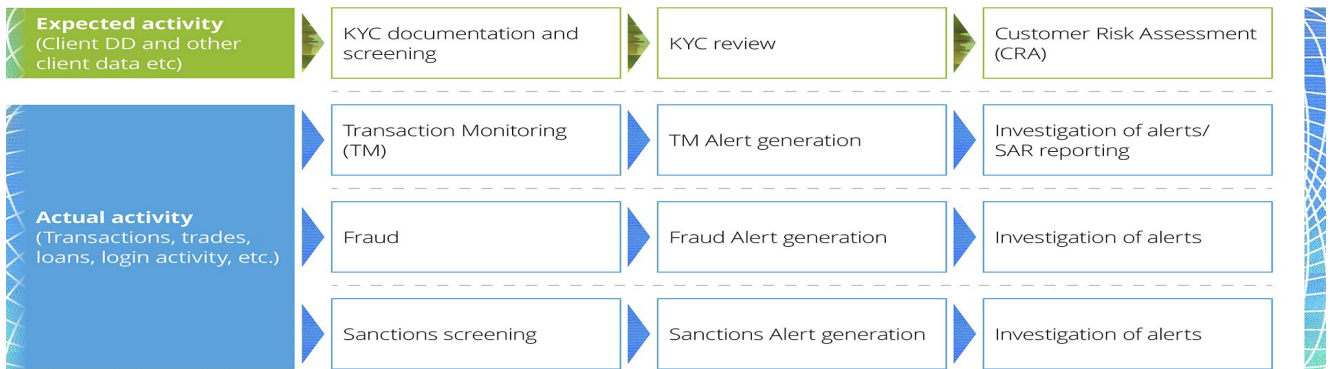 Expected activity
(Client DD and other
client data etc)
KYC documentation and
screening
KYC review
Customer Risk Assessment
(CRA)
Actual activity
(Transactions, trades,
loans, login activity, etc.)
Transaction Monitoring
(TM)
TM Alert generation
Investigation of alerts/
SAR reporting
Fraud
Fraud Alert generation
Investigation of alerts
Sanctions screening
Sanctions Alert generation
Investigation of alerts